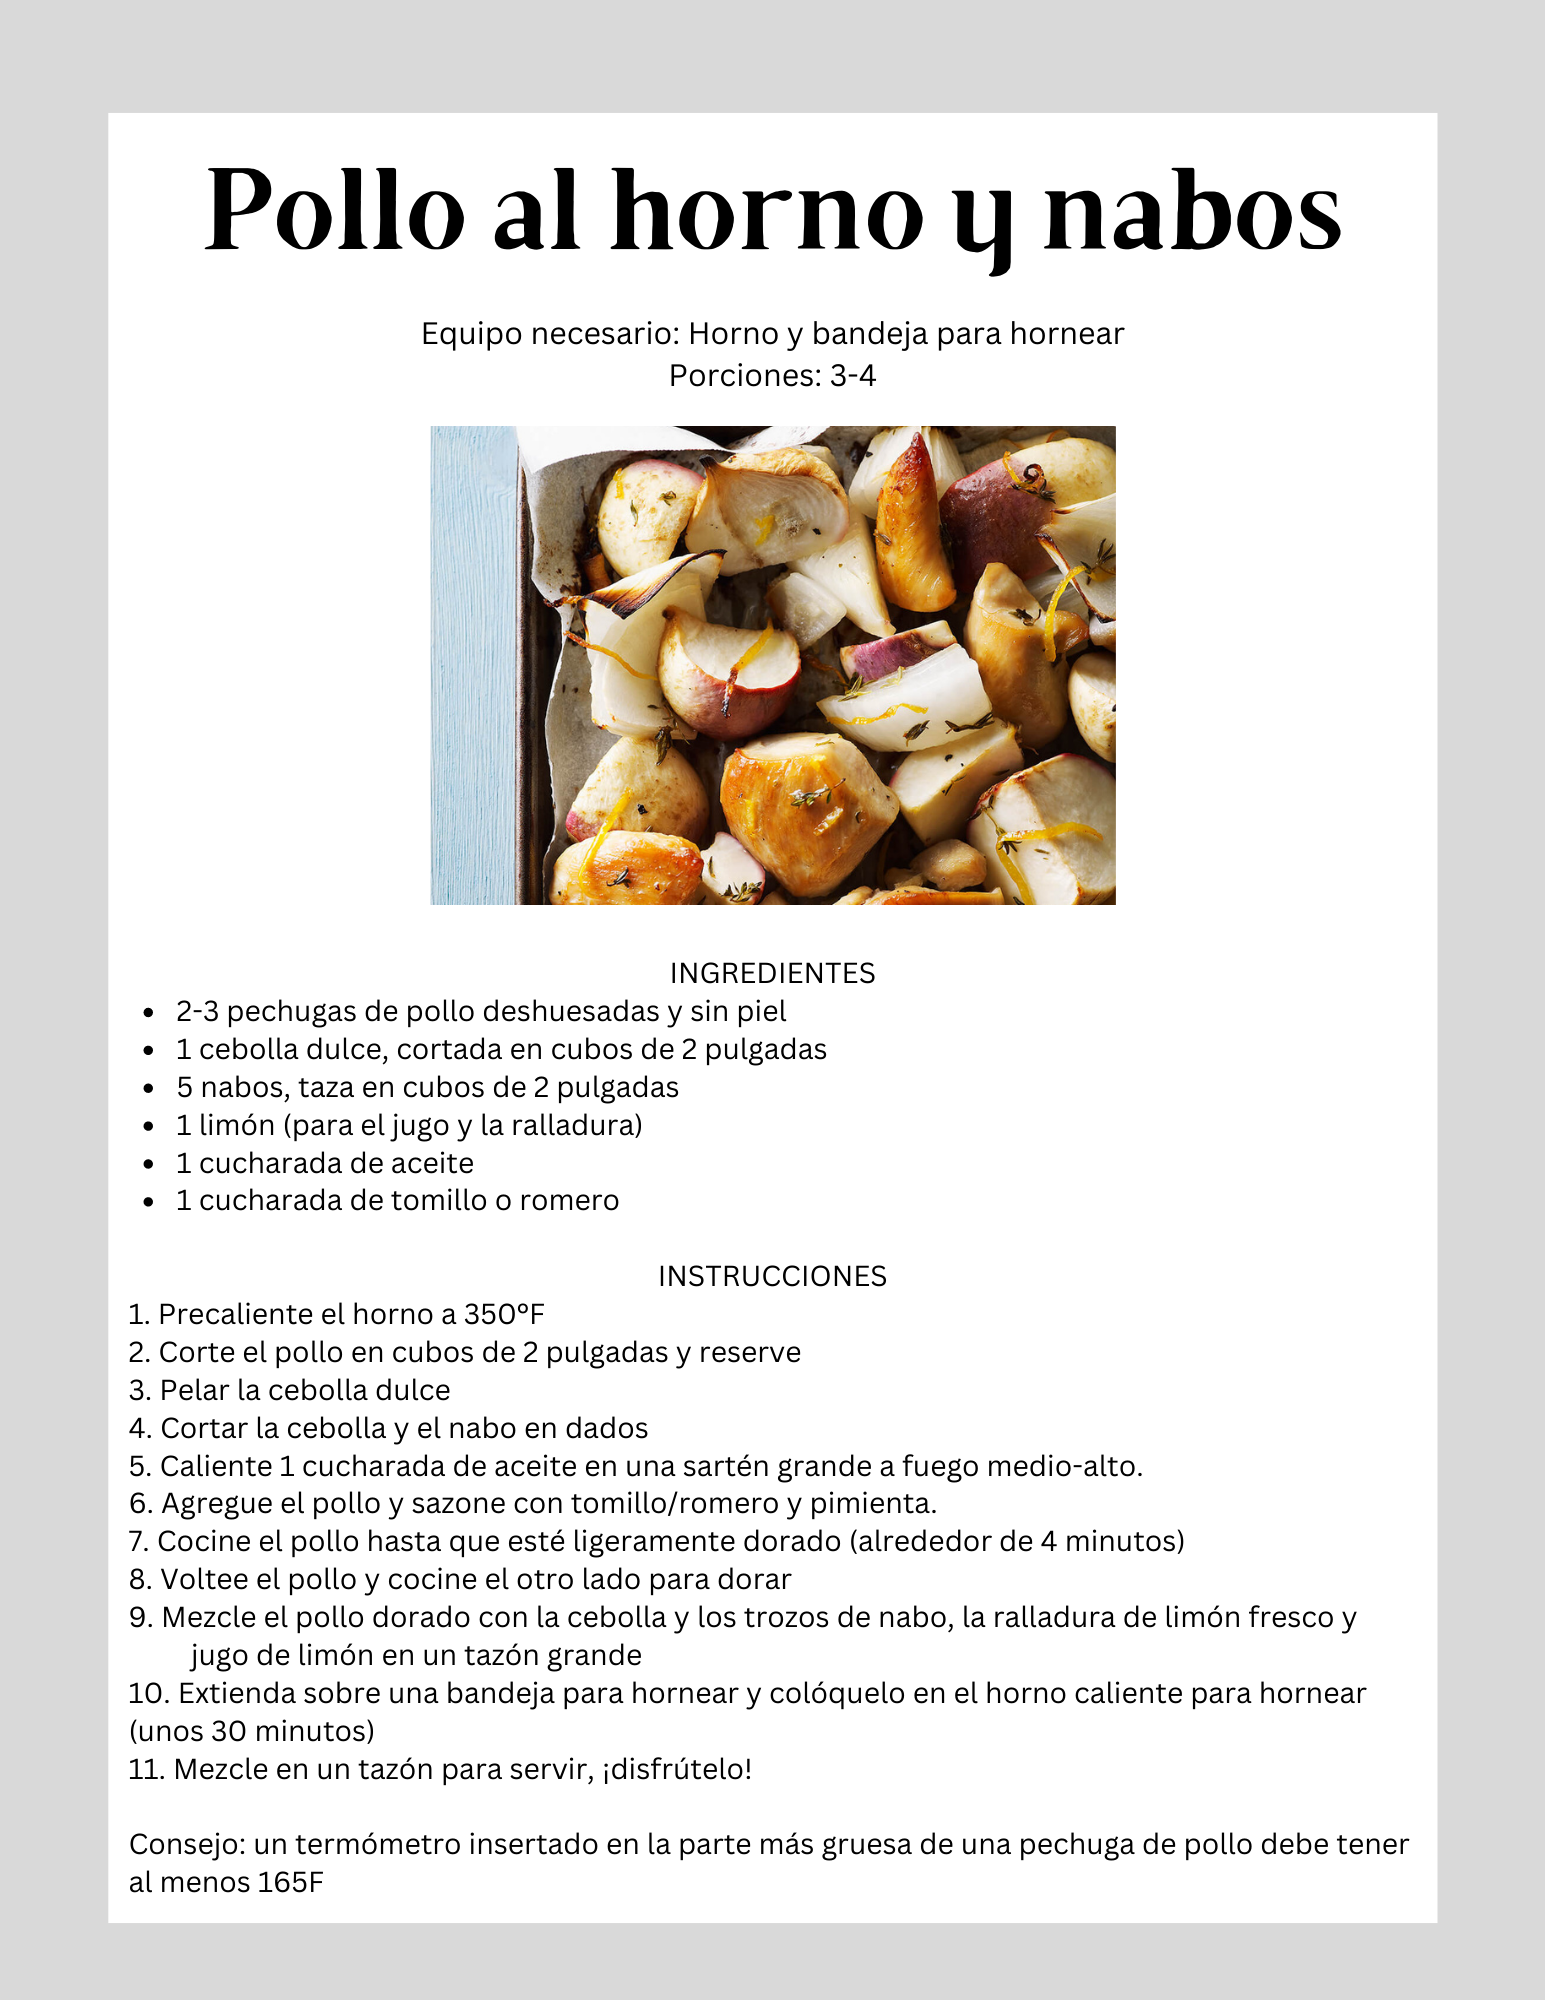 Pollo al horno y nabos
Equipo necesario: Horno y bandeja para hornear
Porciones: 3-4
INGREDIENTES
• 2-3 pechugas de pollo deshuesadas y sin piel
• 1 cebolla dulce, cortada en cubos de 2 pulgadas
• 5 nabos, taza en cubos de 2 pulgadas
• 1 limón (para el jugo y la ralladura)
• 1 cucharada de aceite
• 1 cucharada de tomillo o romero
INSTRUCCIONES
1. Precaliente el horno a 350°F
2. Corte el pollo en cubos de 2 pulgadas y reserve
3. Pelar la cebolla dulce
4. Cortar la cebolla y el nabo en dados
5. Caliente 1 cucharada de aceite en una sartén grande a fuego medio-alto.
6. Agregue el pollo y sazone con tomillo/romero y pimienta.
7. Cocine el pollo hasta que esté ligeramente dorado (alrededor de 4 minutos)
8. Voltee el pollo y cocine el otro lado para dorar
9. Mezcle el pollo dorado con la cebolla y los trozos de nabo, la ralladura de limón fresco y
jugo de limón en un tazón grande
10. Extienda sobre una bandeja para hornear y colóquelo en el horno caliente para hornear
(unos 30 minutos)
11. Mezcle en un tazón para servir, ¡disfrútelo!
Consejo: un termómetro insertado en la parte más gruesa de una pechuga de pollo debe tener
al menos 165F